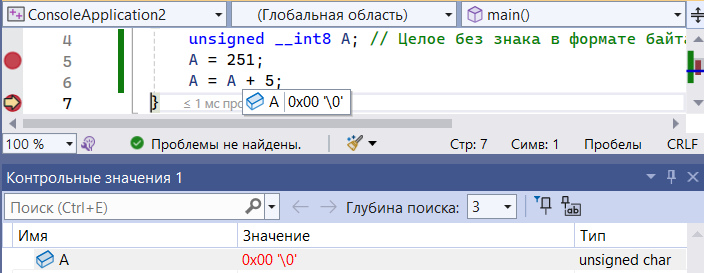 ConsoleApplication2 (Глобальная область) main()
4 unsigned __int8 A; // Целое без знака в формате байта
5 A = 251;
6 A = A + 5;
7 } ≤ 1 мс про
A 0x00 '\0'
100 % Проблемы не найдены. Стр: 7 Симв: 1 Пробелы CRLF
Контрольные значения 1
Поиск (Ctrl+E) Глубина поиска: 3
Имя Значение Тип
A 0x00 '\0' unsigned char